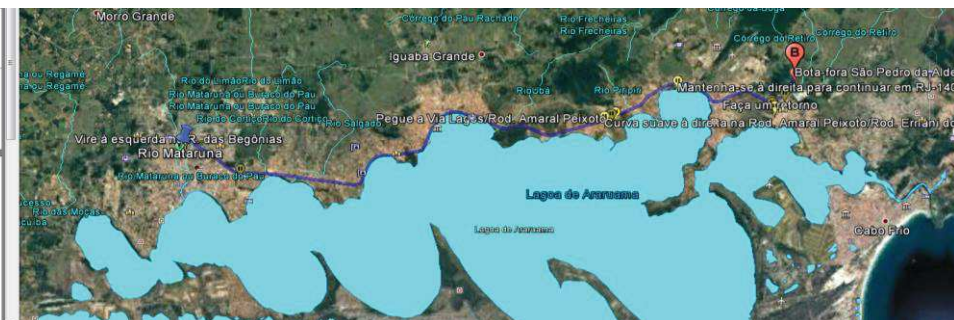 Morro Grande
Córrego do Pau Rachado
Rio Frecheiras
Rio Frecheiras
Córrego do Retiro
Córrego do Retiro
Iguaba Grande
B
Bota-fora São Pedro da Alde
Rio do Limão
Rio do Limão
Rio Mataruna ou Buraco do Pau
Rio Mataruna ou Buraco do Pau
Rio do Cortiço
Rio do Cortiço
Rio Salgado
Rio Piripiri
Mantenha-se à direita para continuar em RJ-140
Faça um retorno
Pegue a Via Lagos/Rod. Amaral Peixoto
Curva suave à direita na Rod. Amaral Peixoto/Rod. Ernani do
Vire à esquerda na R. das Begônias
Rio Mataruna
Rio Mataruna ou Buraco do Pau
Rio das Moças
Lagoa de Araruama
Lagoa de Araruama
Cabo Frio